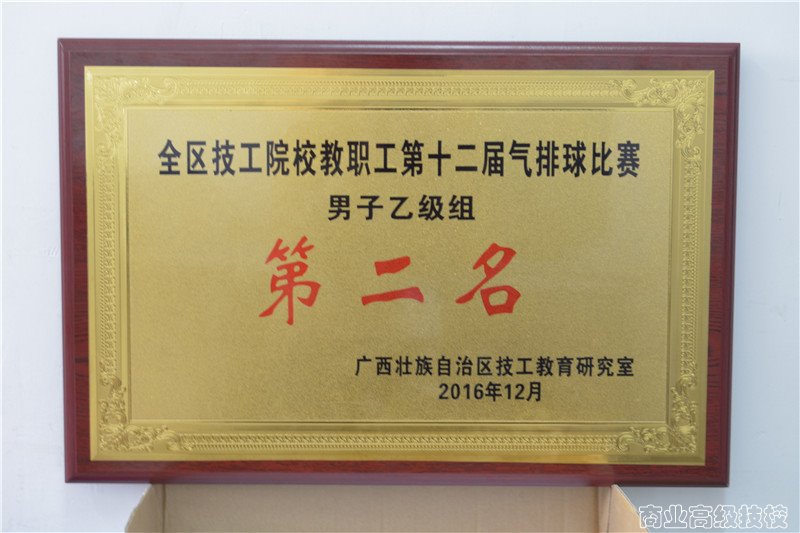 全区技工院校教职工第十二届气排球比赛
男子乙级组
第二名
广西壮族自治区技工教育研究室
2016年12月
商业高级技校